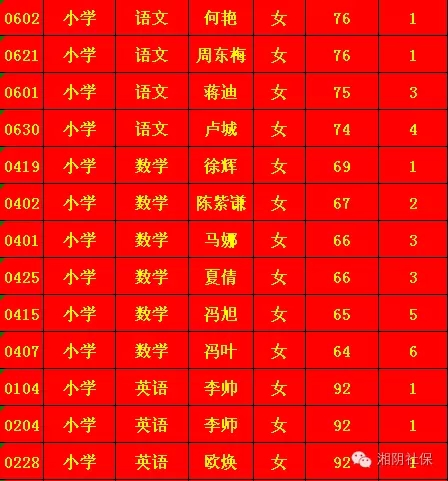 0602 小学 语文 何艳 女 76 1
0621 小学 语文 周东梅 女 76 1
0601 小学 语文 蒋迪 女 75 3
0630 小学 语文 卢城 女 74 4
0419 小学 数学 徐辉 女 69 1
0402 小学 数学 陈紫谦 女 67 2
0401 小学 数学 马娜 女 66 3
0425 小学 数学 夏倩 女 66 3
0415 小学 数学 冯旭 女 65 5
0407 小学 数学 冯叶 女 64 6
0104 小学 英语 李帅 女 92 1
0204 小学 英语 李师 女 92 1
0228 小学 英语 欧焕 女 92 1
湘阴社保